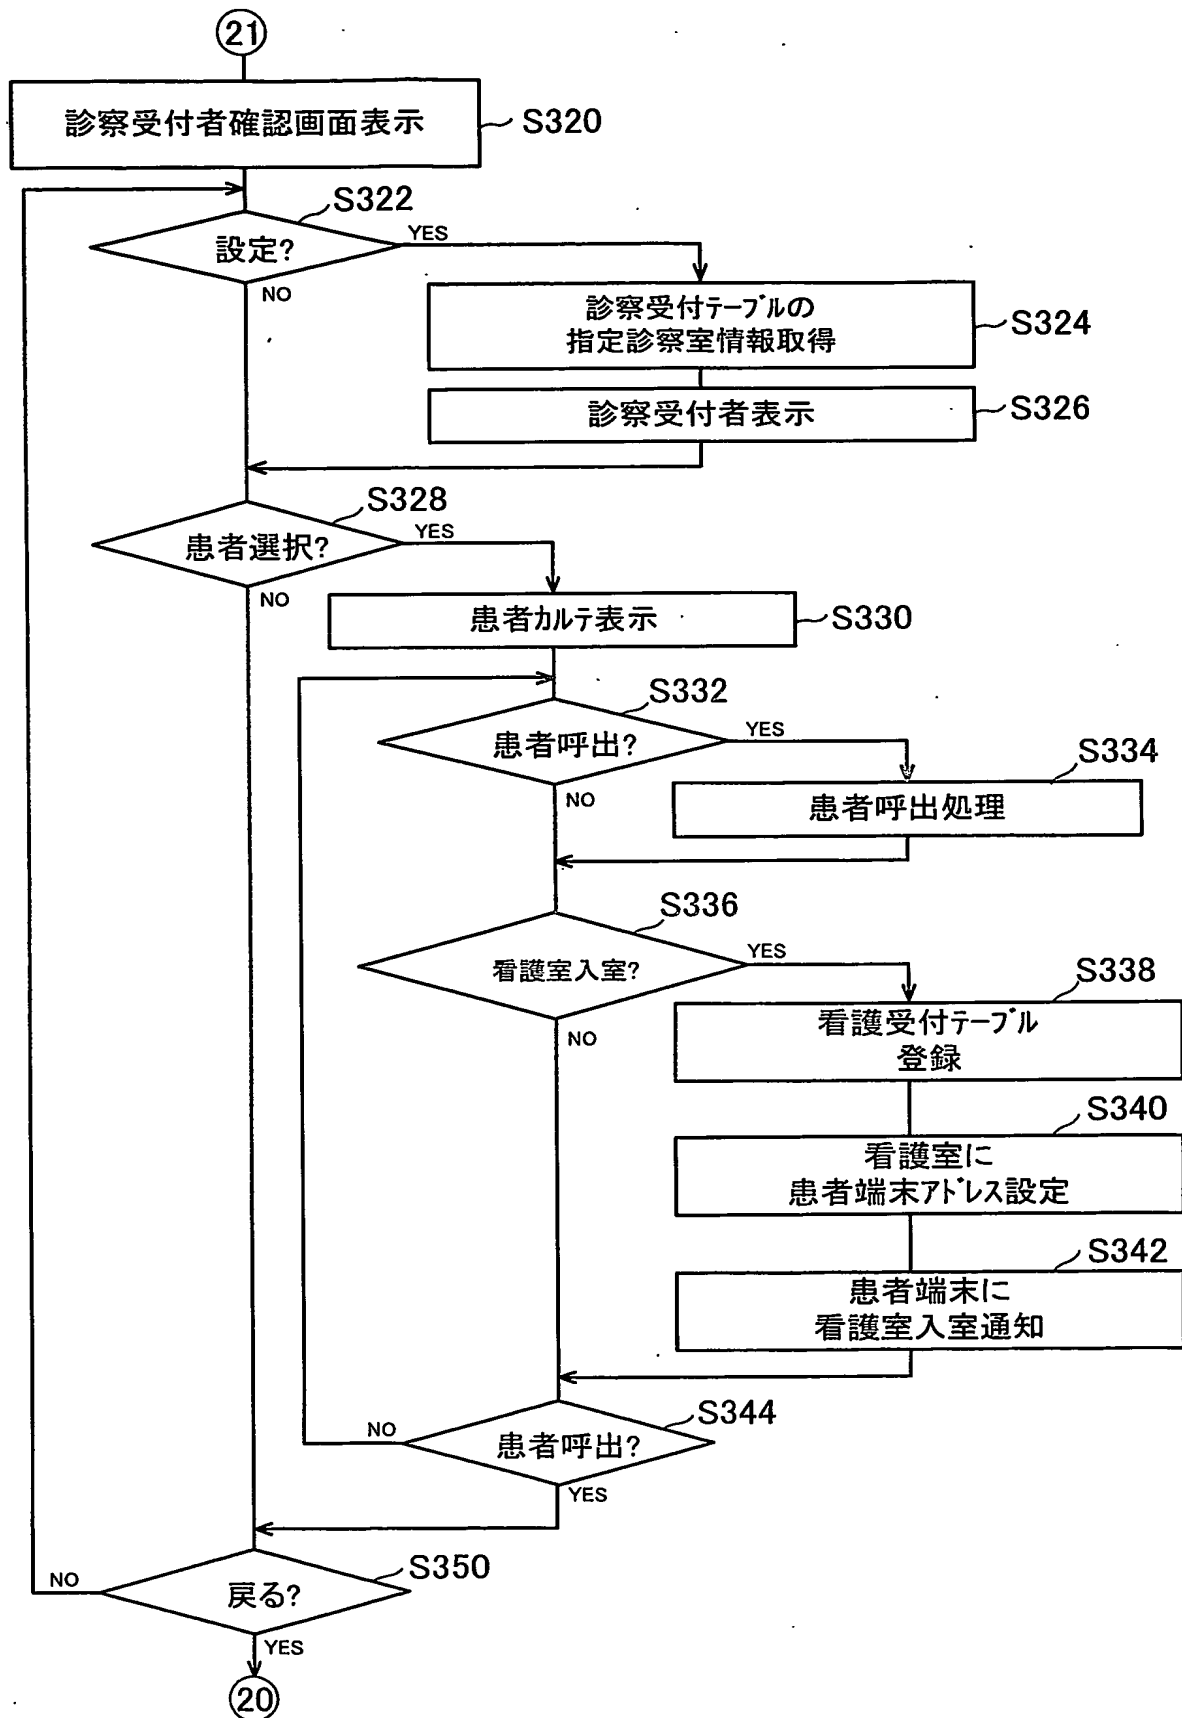 21
診察受付者確認画面表示
S320
S322
設定?
YES
NO
診察受付テーブルの
指定診察室情報取得
S324
診察受付者表示
S326
S328
患者選択?
YES
NO
患者カルテ表示
S330
S332
患者呼出?
YES
NO
S334
患者呼出処理
S336
看護室入室?
YES
NO
S338
看護受付テーブル
登録
S340
看護室に
患者端末アドレス設定
S342
患者端末に
看護室入室通知
S344
NO
患者呼出?
YES
S350
NO
戻る?
YES
20